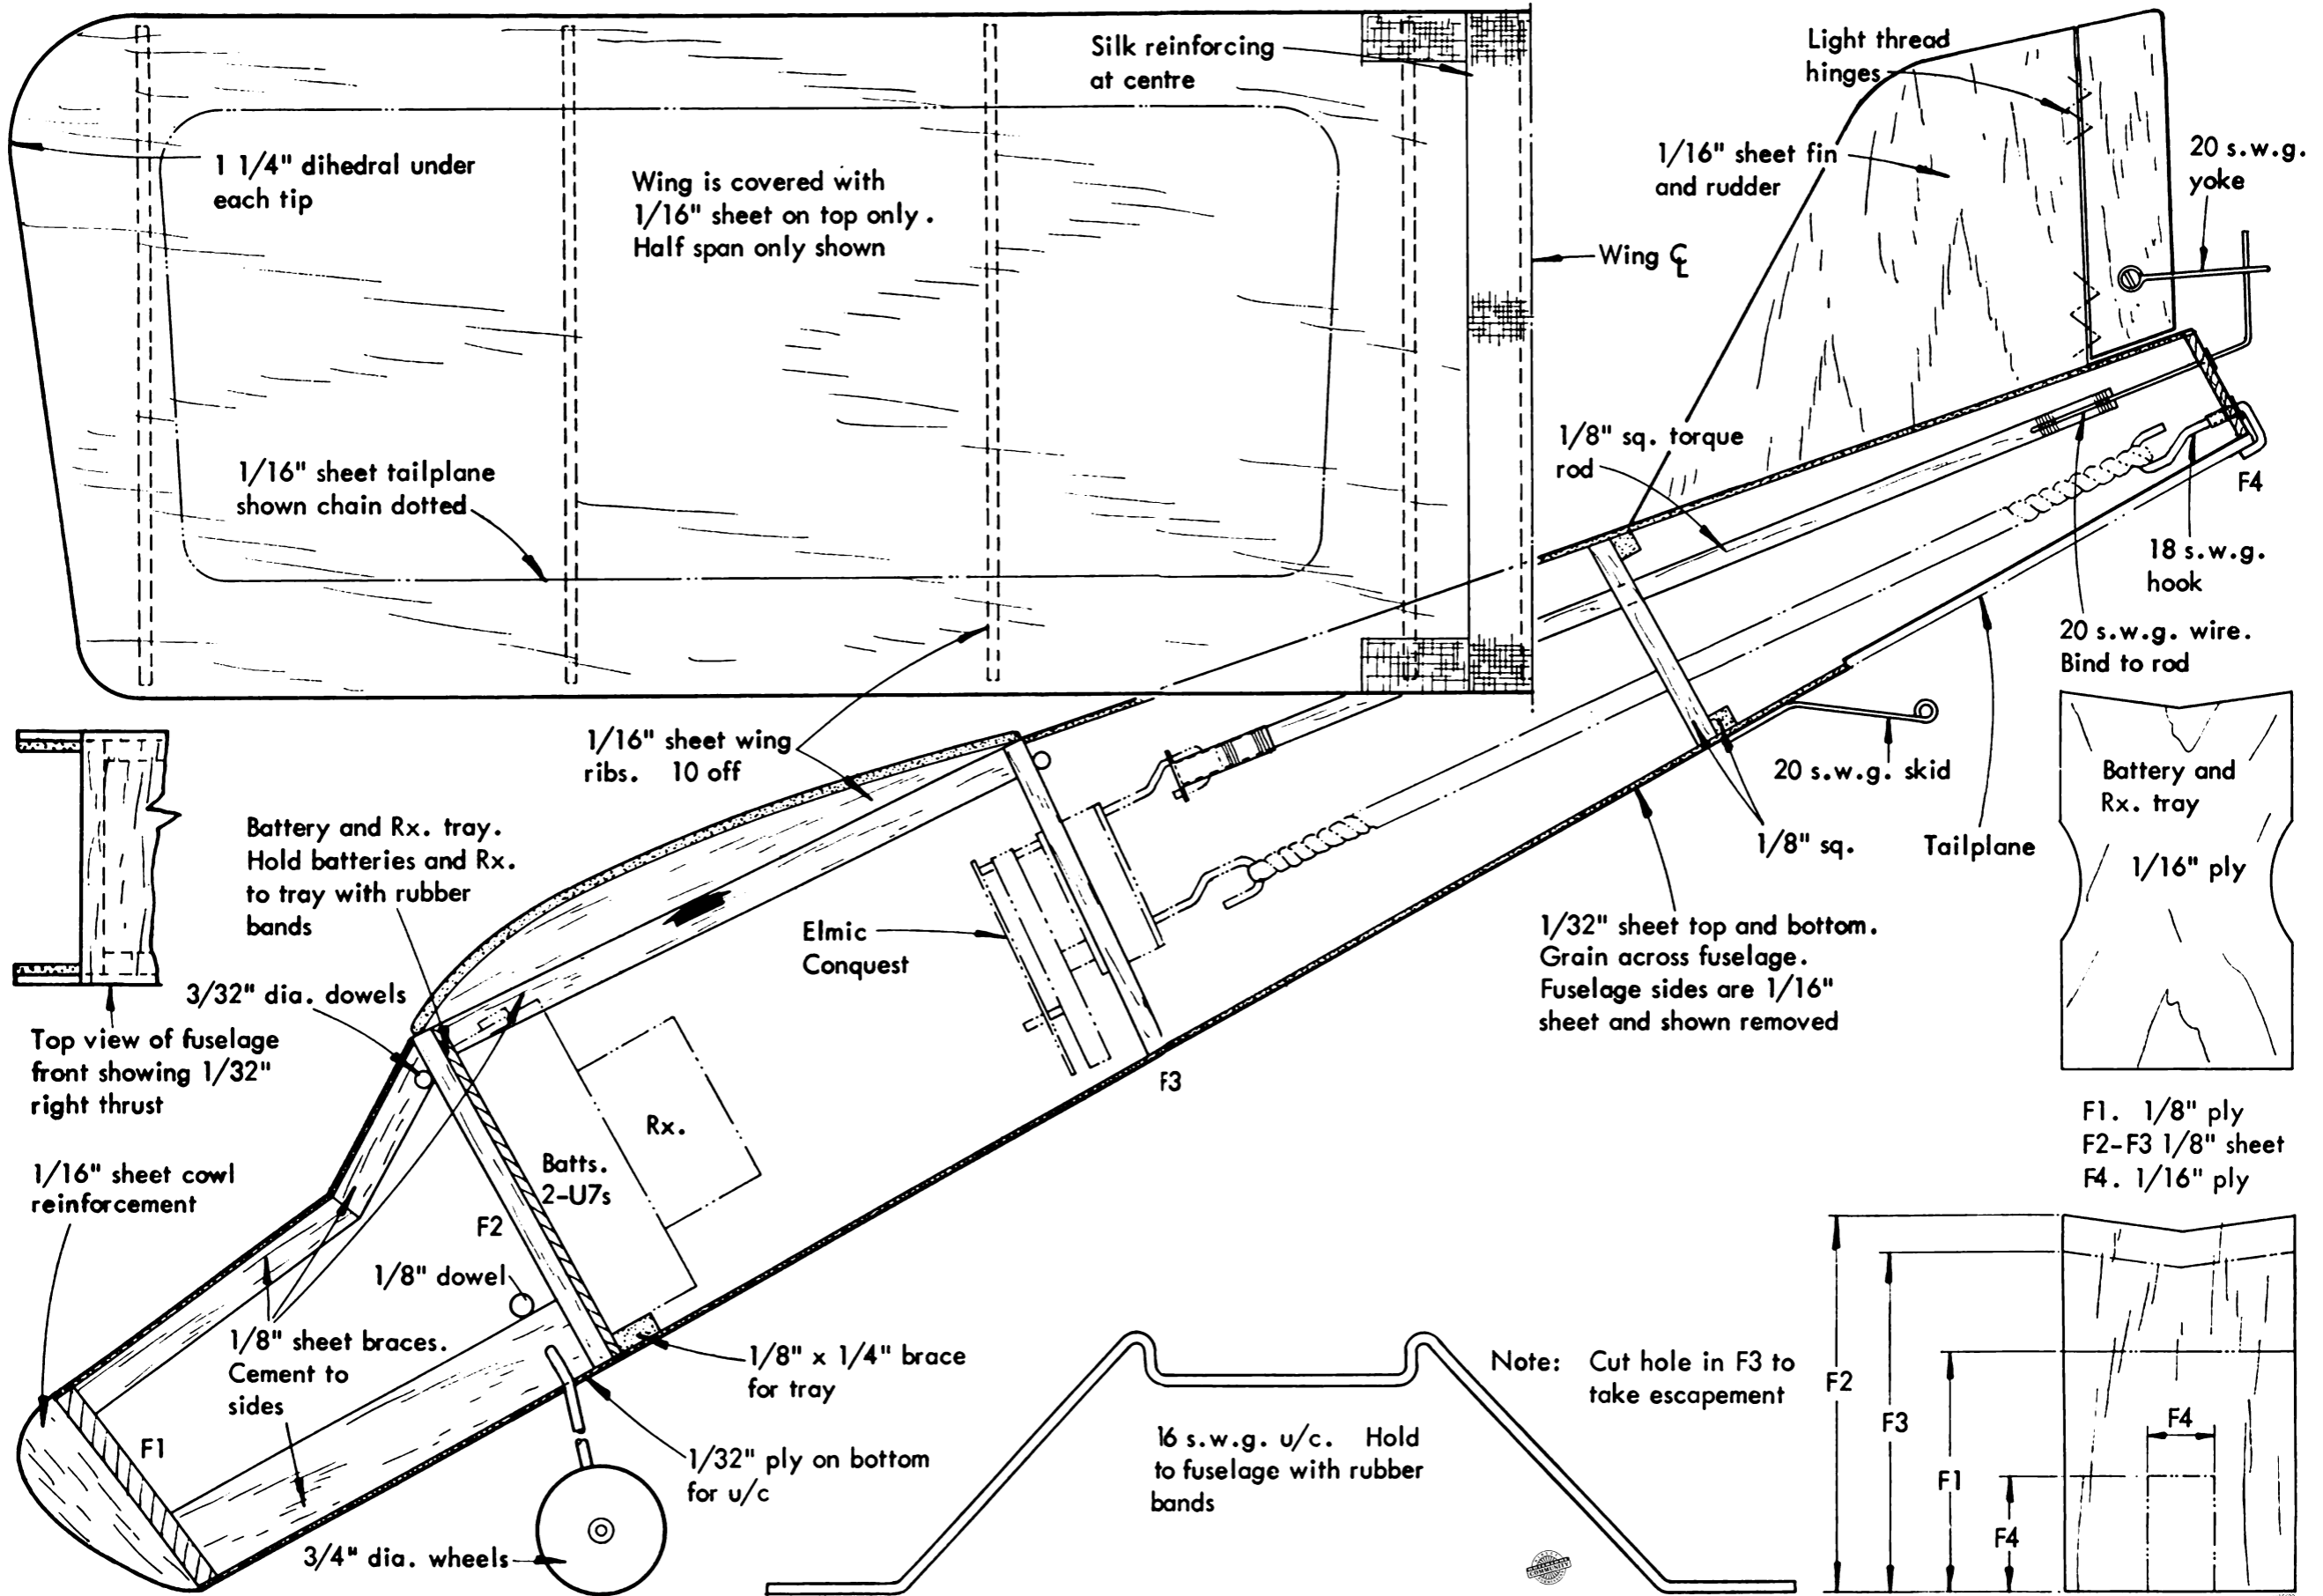 Silk reinforcing
at centre
Light thread
hinges
1 1/4" dihedral under
each tip
Wing is covered with
1/16" sheet on top only.
Half span only shown
1/16" sheet fin
and rudder
20 s.w.g.
yoke
Wing ℄
1/16" sheet tailplane
shown chain dotted
1/8" sq. torque
rod
F4
18 s.w.g.
hook
20 s.w.g. wire.
Bind to rod
1/16" sheet wing
ribs. 10 off
20 s.w.g. skid
1/8" sq.
Tailplane
Battery and
Rx. tray
1/16" ply
Battery and Rx. tray.
Hold batteries and Rx.
to tray with rubber
bands
Elmic
Conquest
1/32" sheet top and bottom.
Grain across fuselage.
Fuselage sides are 1/16"
sheet and shown removed
3/32" dia. dowels
Top view of fuselage
front showing 1/32"
right thrust
F3
Rx.
Batts.
2-U7s
F1. 1/8" ply
F2-F3 1/8" sheet
F4. 1/16" ply
1/16" sheet cowl
reinforcement
F2
1/8" dowel
1/8" sheet braces.
Cement to
sides
1/8" x 1/4" brace
for tray
F1
1/32" ply on bottom
for u/c
3/4" dia. wheels
16 s.w.g. u/c. Hold
to fuselage with rubber
bands
Note: Cut hole in F3 to
take escapement
F2
F3
F1
F4
F4
COMMUNITY